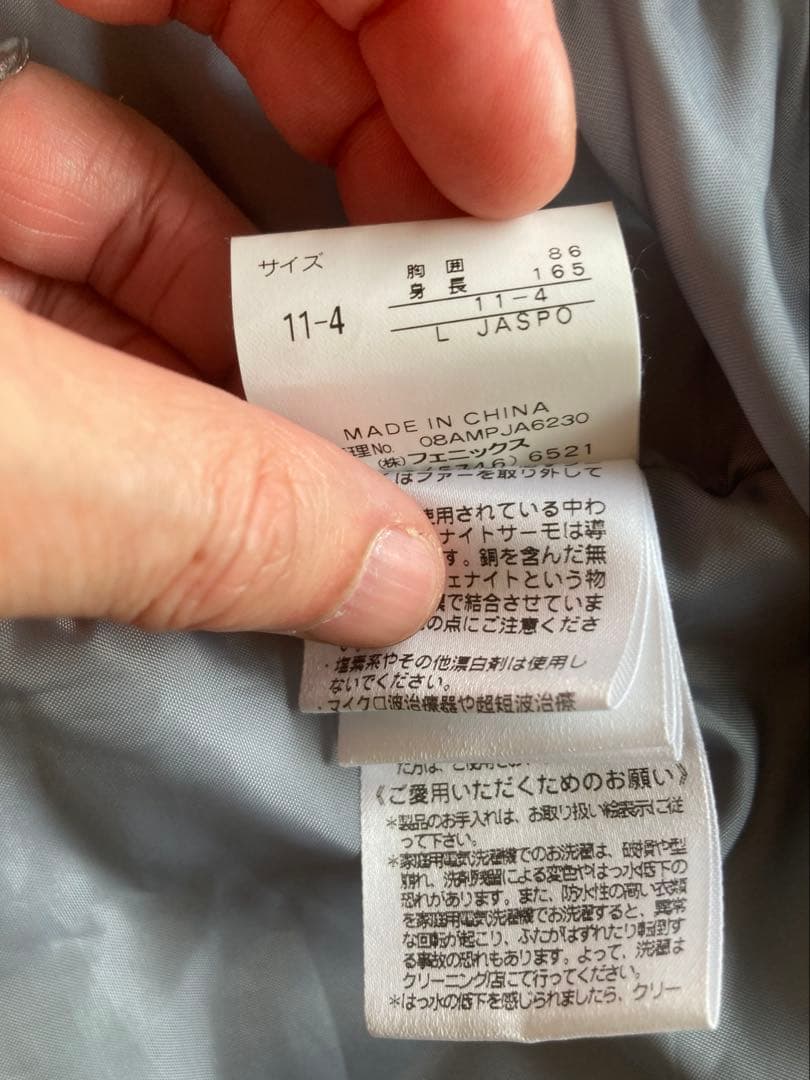 サイズ
11-4
胸囲 86
身長 165
11-4
L JASPO
MADE IN CHINA
理No. 08AMPJA6230
(株)フェニックス
6521
はファーを取り外して
使用されている中わ
ナイトサーモは導
す。銅を含んだ無
ェナイトという物
で結合させていま
の点にご注意くださ
・塩素系やその他漂白剤は使用し
ないでください。
・マイクロ波治療器や超短波治療
《ご愛用いただくためのお願い》
*製品のお手入れは、お取り扱い絵表示に従
って下さい。
*家庭用電気洗濯機でのお洗濯は、破損や型
崩れ、洗剤残留による変色やはっ水低下の
恐れがあります。また、防水性の高い衣類
を家庭用電気洗濯機でお洗濯すると、異常
な回転が起こり、ふたがはずれたり転倒す
る事故の恐れもあります。よって、洗濯は
クリーニング店にて行ってください。
*はっ水の低下を感じられましたら、クリー